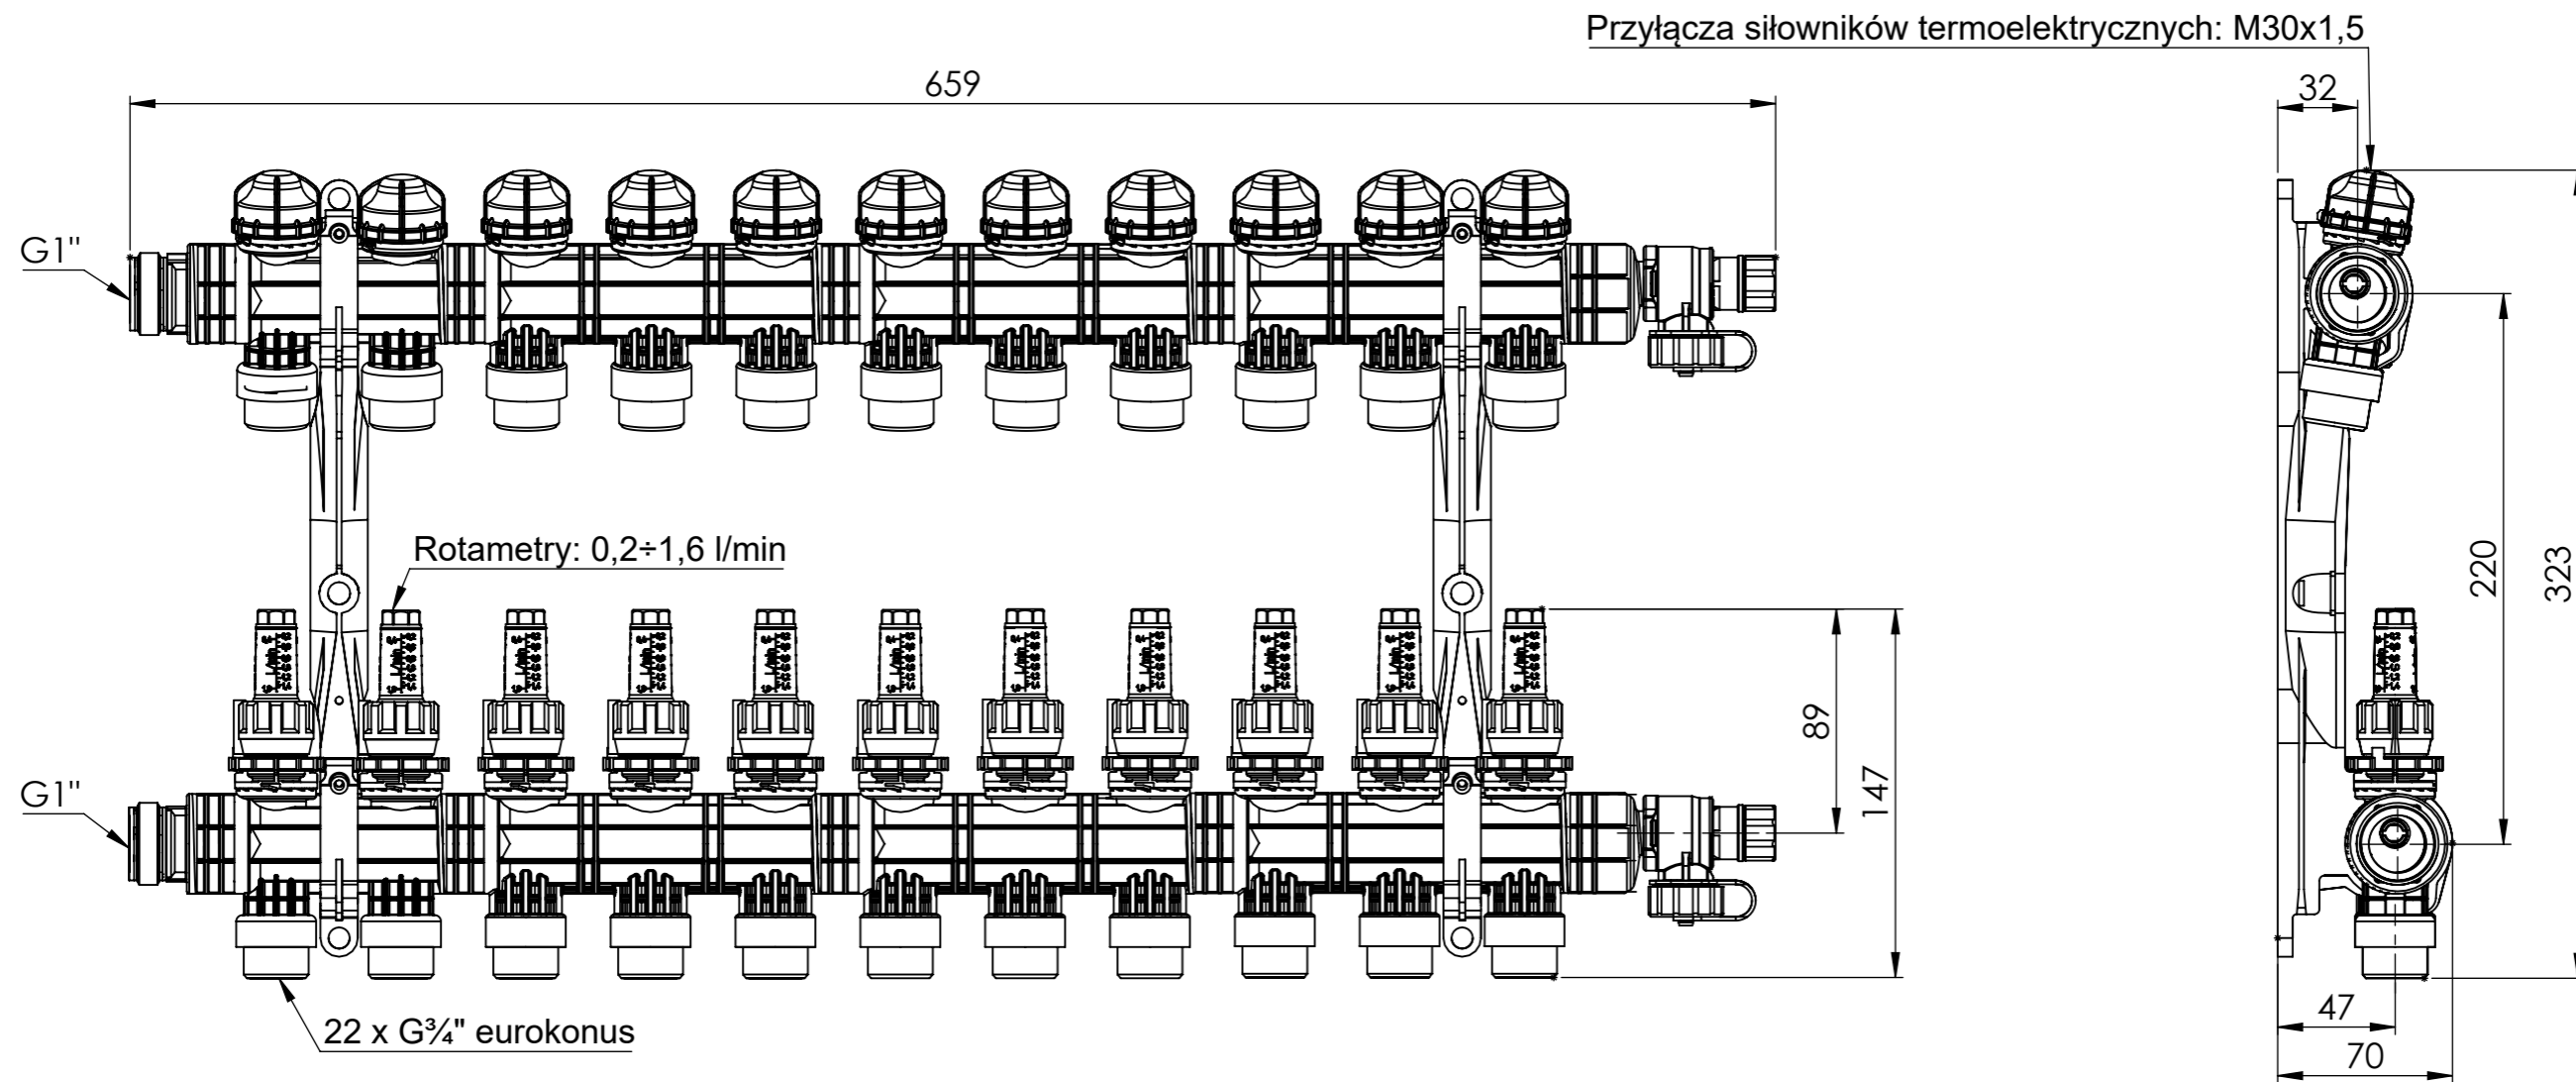 Przyłącza siłowników termoelektrycznych: M30x1,5
659
32
G1"
Rotametry: 0,2÷1,6 l/min
220
323
89
147
G1"
22 x G¾" eurokonus
47
70